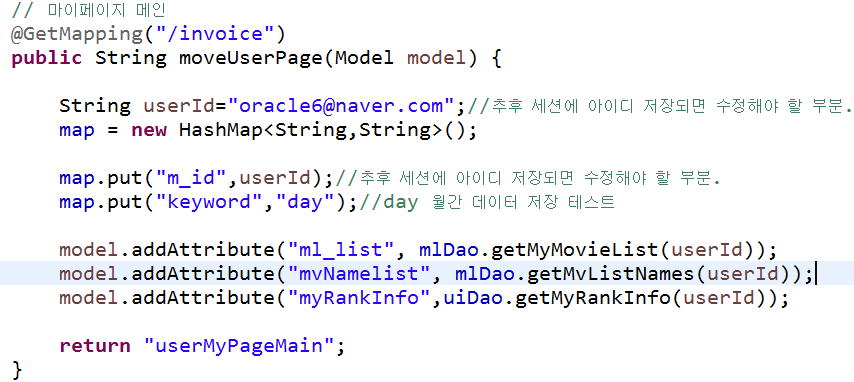 // 마이페이지 메인
@GetMapping("/invoice")
public String moveUserPage(Model model) {
String userId="oracle6@naver.com";//추후 세션에 아이디 저장되면 수정해야 할 부분.
map = new HashMap<String,String>();
map.put("m_id",userId);//추후 세션에 아이디 저장되면 수정해야 할 부분.
map.put("keyword","day");//day 월간 데이터 저장 테스트
model.addAttribute("ml_list", mlDao.getMyMovieList(userId));
model.addAttribute("mvNamelist", mlDao.getMvListNames(userId));
model.addAttribute("myRankInfo",uiDao.getMyRankInfo(userId));
return "userMyPageMain";
}